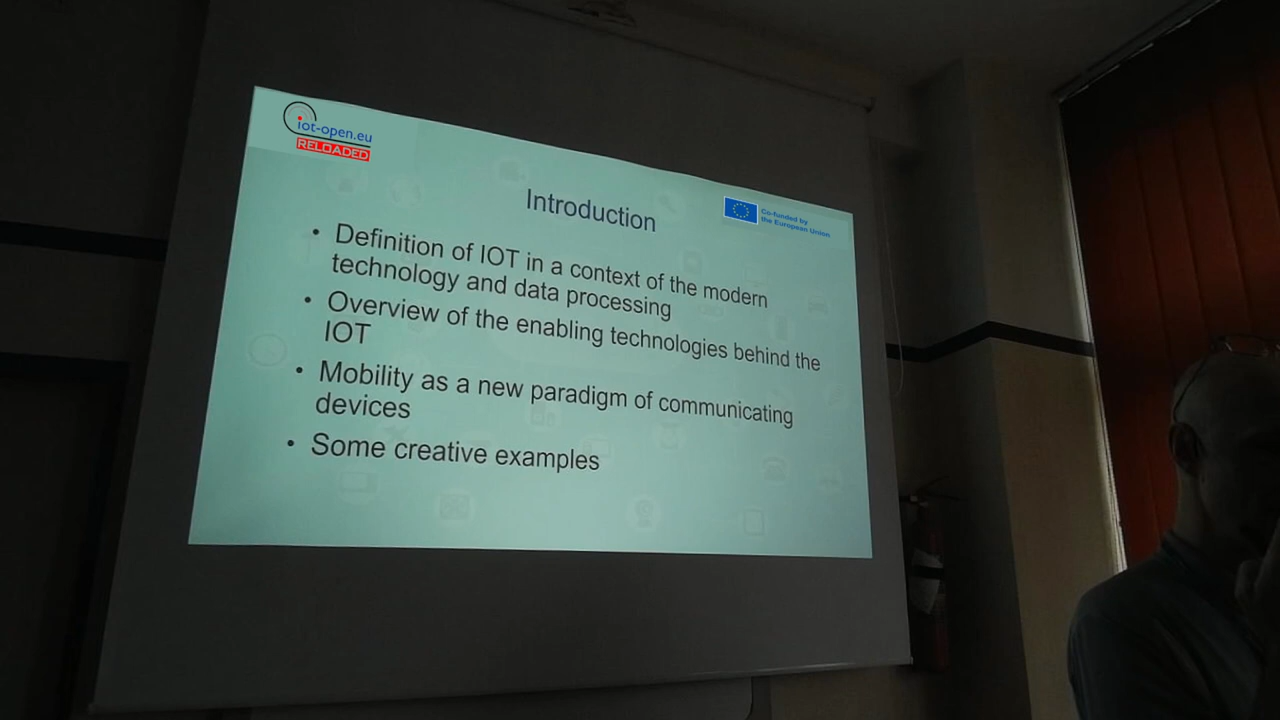 iot-open.eu
RELOADED
Introduction
Co-funded by
the European Union
• Definition of IOT in a context of the modern
technology and data processing
• Overview of the enabling technologies behind the
IOT
• Mobility as a new paradigm of communicating
devices
• Some creative examples